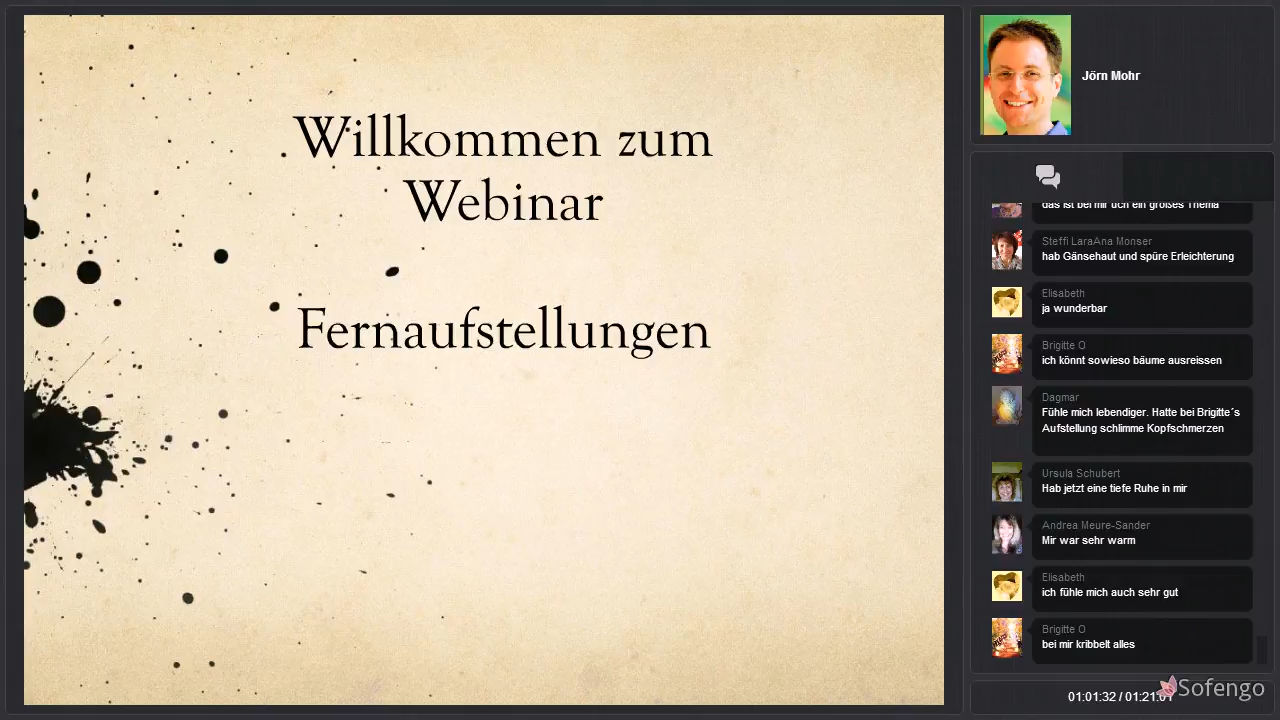 Willkommen zum
Webinar
Fernaufstellungen
Jörn Mohr
das ist bei mir uch ein großes Thema
Steffi LaraAna Monser
hab Gänsehaut und spüre Erleichterung
Elisabeth
ja wunderbar
Brigitte O
ich könnt sowieso bäume ausreissen
Dagmar
Fühle mich lebendiger. Hatte bei Brigitte´s
Aufstellung schlimme Kopfschmerzen
Ursula Schubert
Hab jetzt eine tiefe Ruhe in mir
Andrea Meure-Sander
Mir war sehr warm
Elisabeth
ich fühle mich auch sehr gut
Brigitte O
bei mir kribbelt alles
Sofengo
01:01:32 / 01:21:01